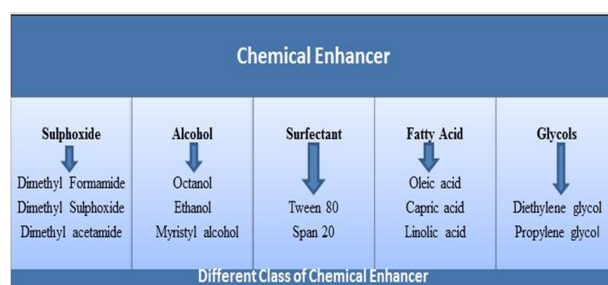 Chemical Enhancer
Sulphoxide
Dimethyl Formamide
Dimethyl Sulphoxide
Dimethyl acetamide
Alcohol
Octanol
Ethanol
Myristyl alcohol
Surfectant
Tween 80
Span 20
Fatty Acid
Oleic acid
Capric acid
Linolic acid
Glycols
Diethylene glycol
Propylene glycol
Different Class of Chemical Enhancer